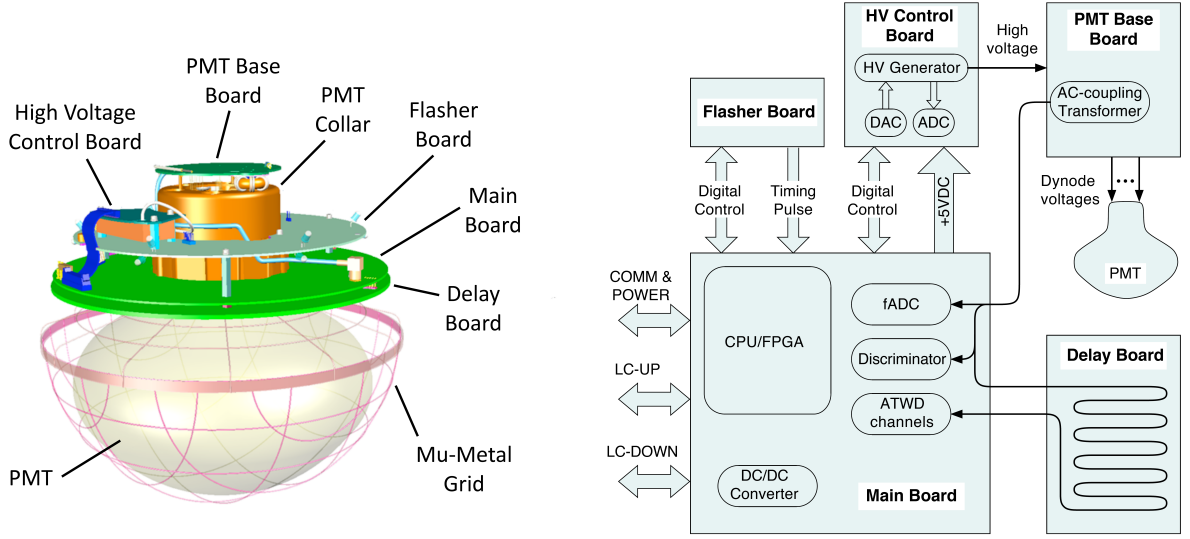 PMT Base
Board
High Voltage
Control Board
PMT
Collar
Flasher
Board
Main
Board
Delay
Board
Mu-Metal
Grid
PMT
HV Control
Board
HV Generator
DAC
ADC
High
voltage
PMT Base
Board
AC-coupling
Transformer
Flasher Board
Digital
Control
Timing
Pulse
Digital
Control
+5VDC
Dynode
voltages
...
PMT
COMM &
POWER
LC-UP
LC-DOWN
CPU/FPGA
fADC
Discriminator
ATWD
channels
DC/DC
Converter
Main Board
Delay Board